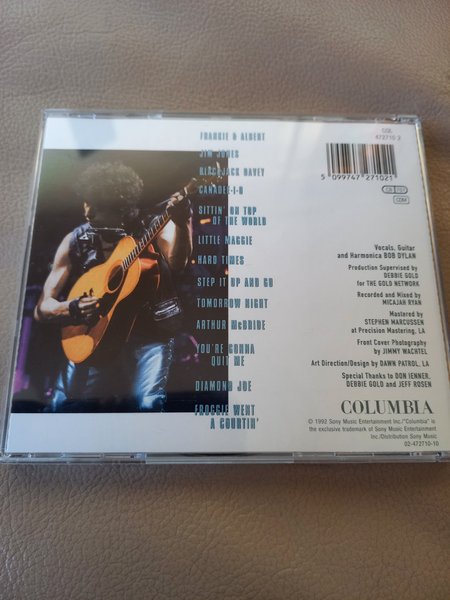 FRANKIE & ALBERT
JIM JONES
BLACKJACK DAVEY
CANADEE-I-O
SITTIN' ON TOP
OF THE WORLD
LITTLE MAGGIE
HARD TIMES
STEP IT UP AND GO
TOMORROW NIGHT
ARTHUR McBRIDE
YOU'RE GONNA
QUIT ME
DIAMOND JOE
FROGGIE WENT
A COURTIN'
COL
472710 2
5 099747 271021
Vocals, Guitar
and Harmonica BOB DYLAN
Production Supervised by
DEBBIE GOLD
for THE GOLD NETWORK
Recorded and Mixed by
MICAJAH RYAN
Mastered by
STEPHEN MARCUSSEN
at Precision Mastering, LA
Front Cover Photography
by JIMMY WACHTEL
Art Direction/Design by DAWN PATROL, LA
Special Thanks to DON IENNER,
DEBBIE GOLD and JEFF ROSEN
COLUMBIA
© 1992 Sony Music Entertainment Inc./"Columbia" is
the exclusive trademark of Sony Music Entertainment
Inc./Distribution Sony Music
02-472710-10